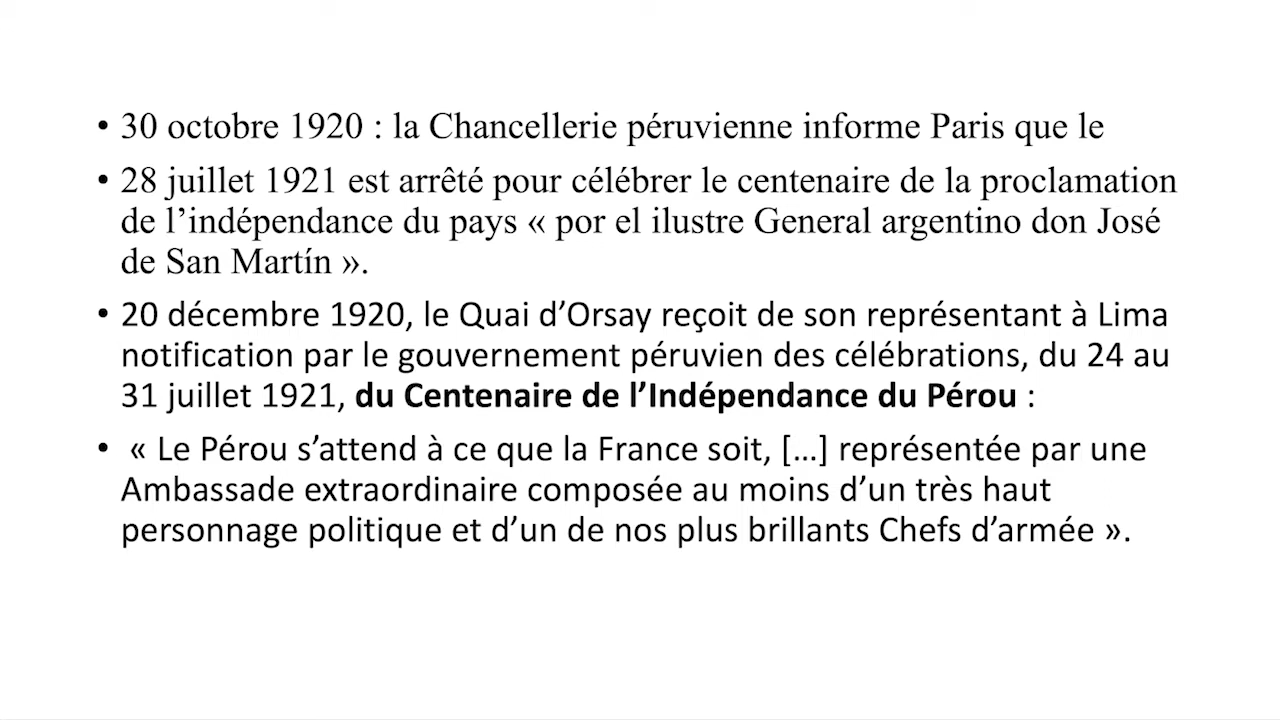 • 30 octobre 1920 : la Chancellerie péruvienne informe Paris que le
• 28 juillet 1921 est arrêté pour célébrer le centenaire de la proclamation
de l’indépendance du pays « por el ilustre General argentino don José
de San Martín ».
• 20 décembre 1920, le Quai d’Orsay reçoit de son représentant à Lima
notification par le gouvernement péruvien des célébrations, du 24 au
31 juillet 1921, du Centenaire de l’Indépendance du Pérou :
• « Le Pérou s’attend à ce que la France soit, […] représentée par une
Ambassade extraordinaire composée au moins d’un très haut
personnage politique et d’un de nos plus brillants Chefs d’armée ».